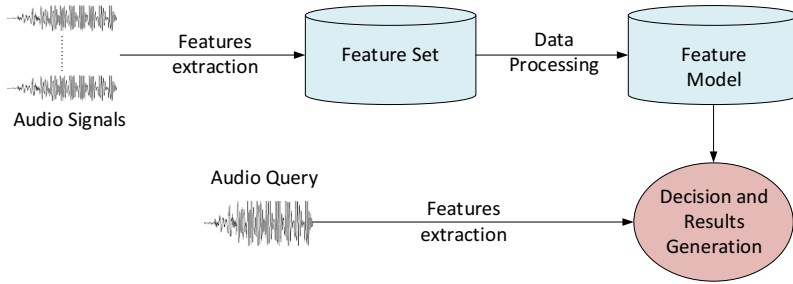 Features
extraction
Feature Set
Data
Processing
Feature
Model
Audio Signals
Audio Query
Features
extraction
Decision and
Results
Generation